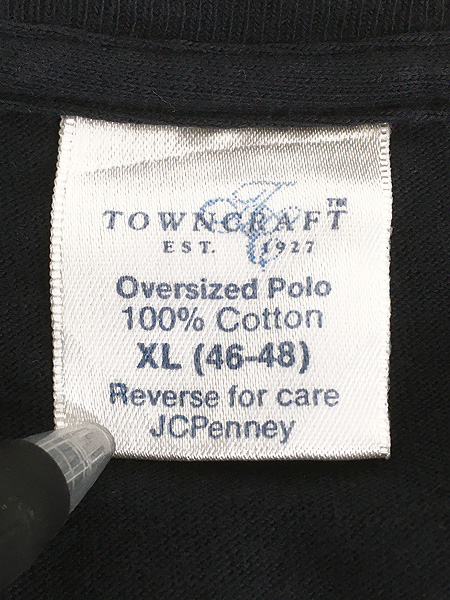 TOWNCRAFT™
EST. 1927
Oversized Polo
100% Cotton
XL (46-48)
Reverse for care
JCPenney